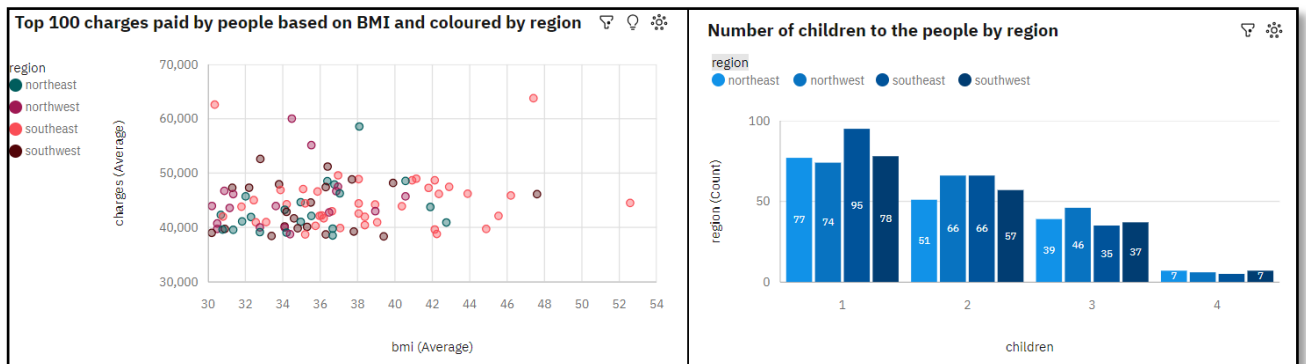 Top 100 charges paid by people based on BMI and coloured by region
region
northeast
northwest
southeast
southwest
charges (Average)
70,000
60,000
50,000
40,000
30,000
30 32 34 36 38 40 42 44 46 48 50 52 54
bmi (Average)
Number of children to the people by region
region
northeast northwest southeast southwest
region (Count)
100
50
0
77 74 95 78
51 66 66 57
39 46 35 37
7 7
1 2 3 4
children